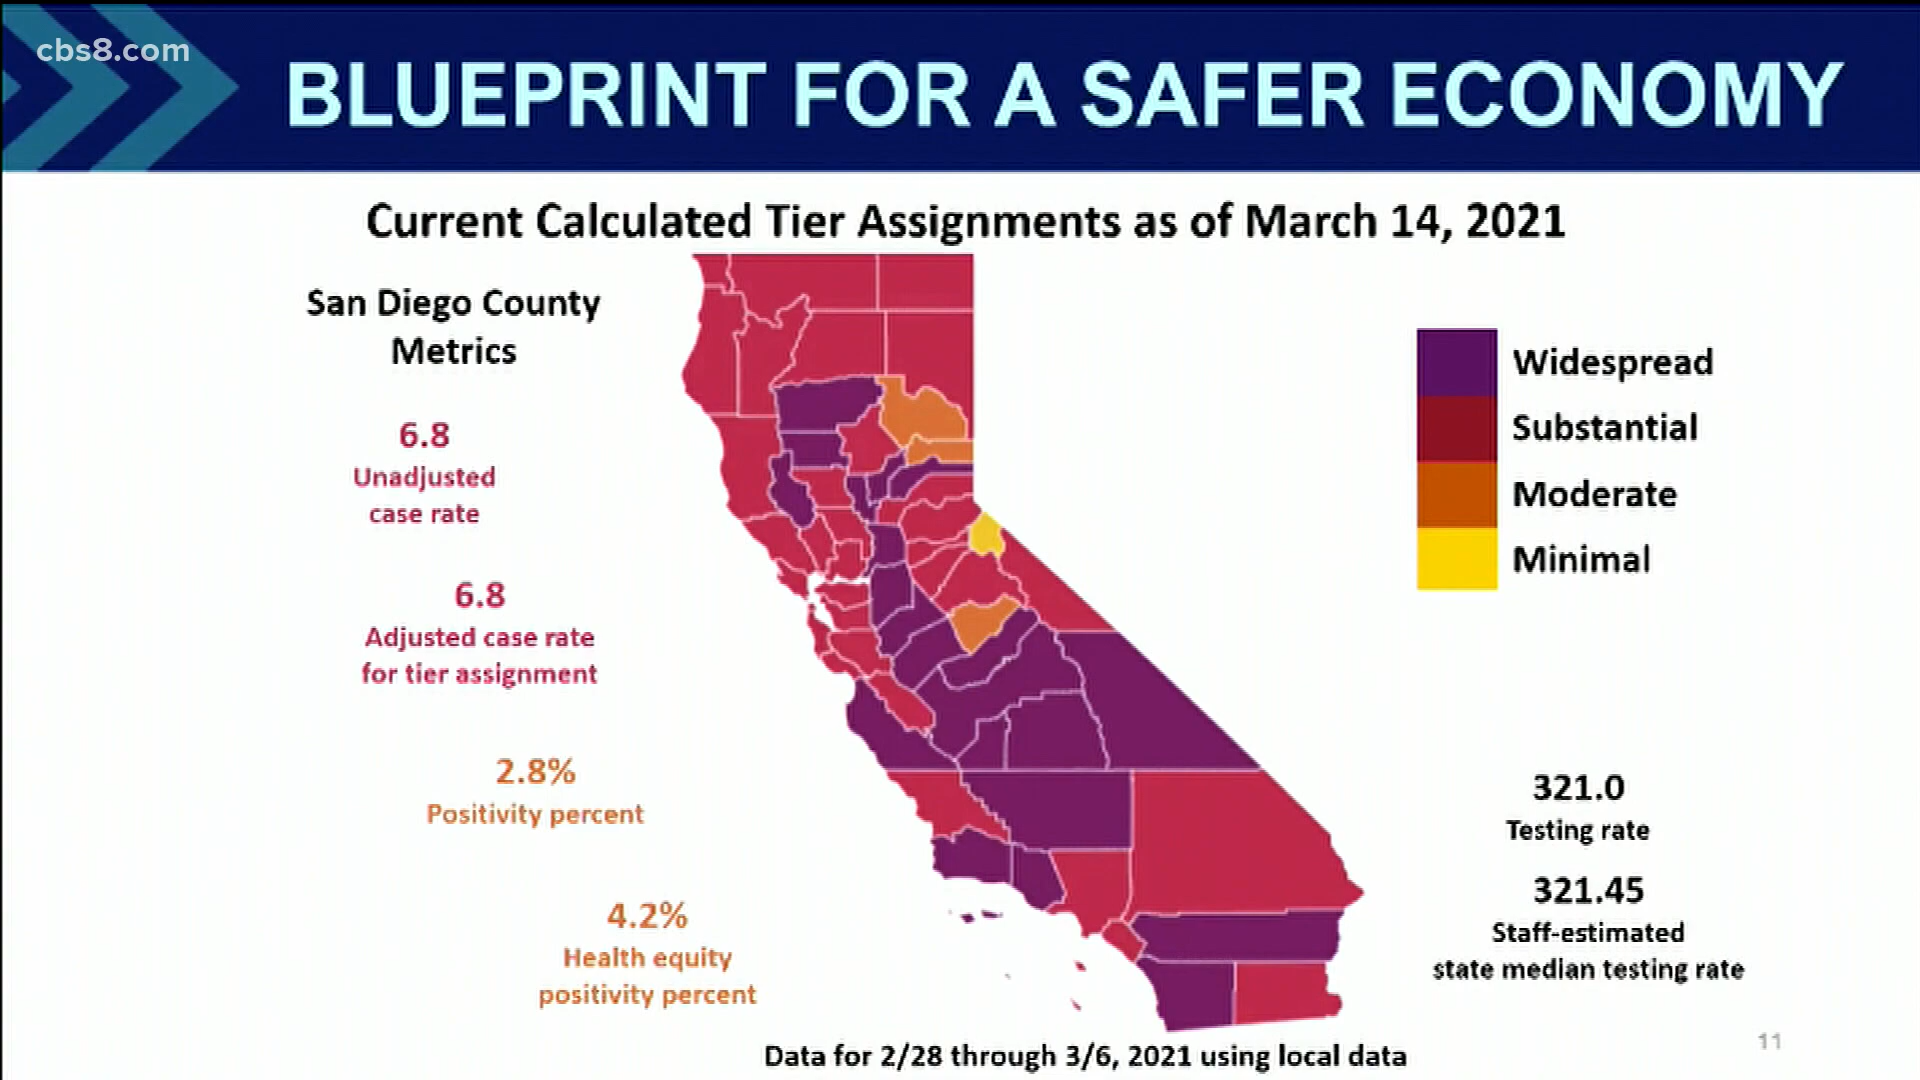 cbs8.com
BLUEPRINT FOR A SAFER ECONOMY
Current Calculated Tier Assignments as of March 14, 2021
San Diego County
Metrics
6.8
Unadjusted
case rate
6.8
Adjusted case rate
for tier assignment
2.8%
Positivity percent
4.2%
Health equity
positivity percent
Widespread
Substantial
Moderate
Minimal
321.0
Testing rate
321.45
Staff-estimated
state median testing rate
Data for 2/28 through 3/6, 2021 using local data
11